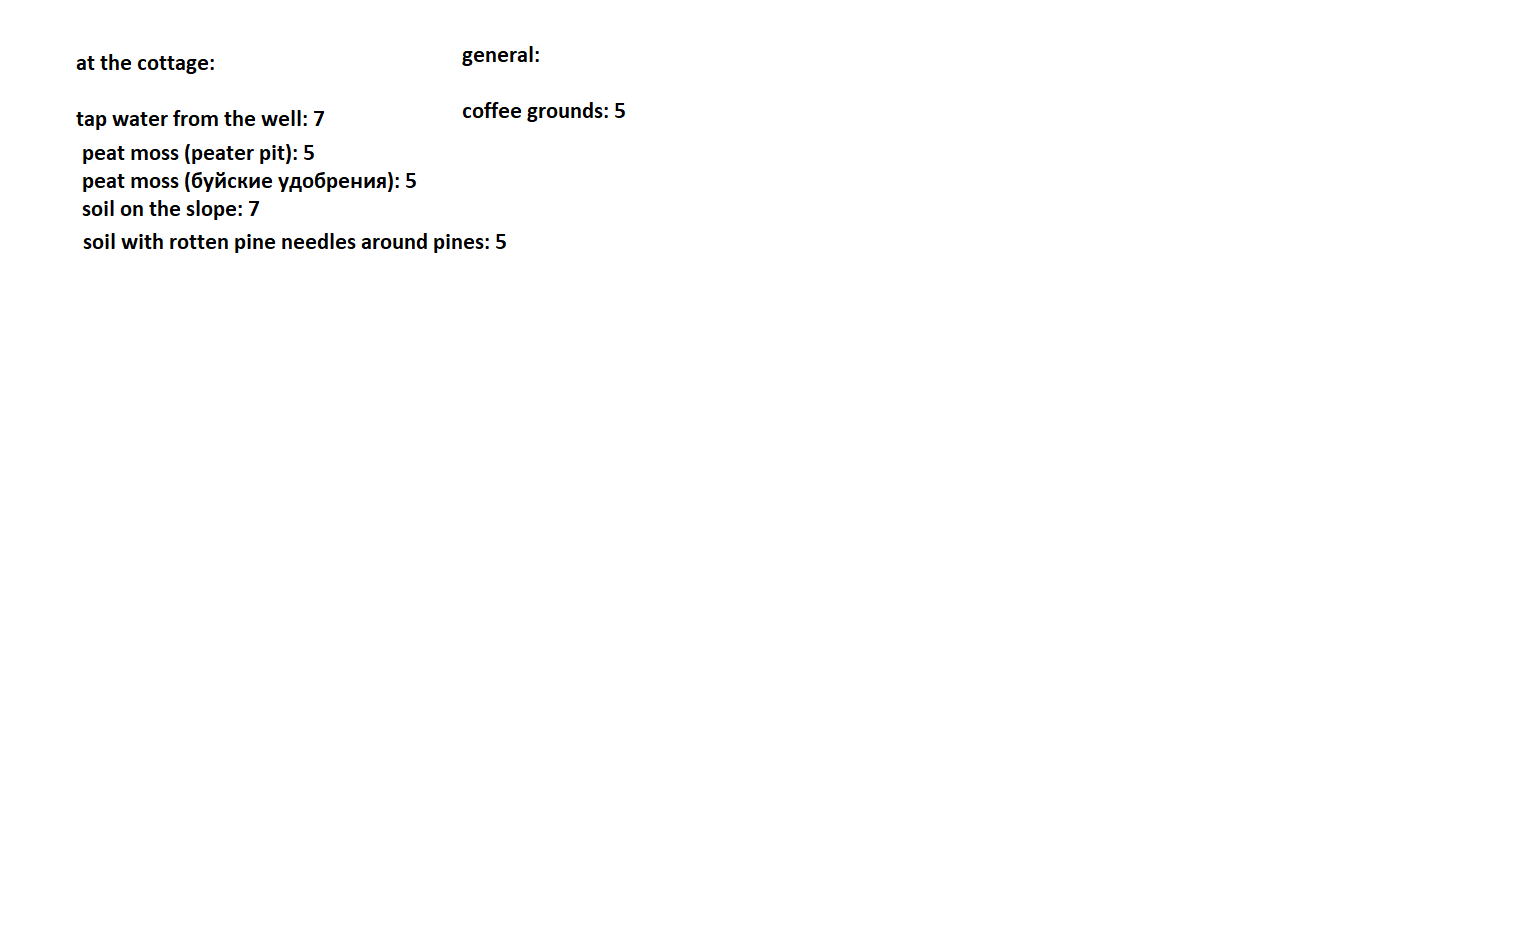 at the cottage:
tap water from the well: 7
peat moss (peater pit): 5
peat moss (буйские удобрения): 5
soil on the slope: 7
soil with rotten pine needles around pines: 5
general:
coffee grounds: 5